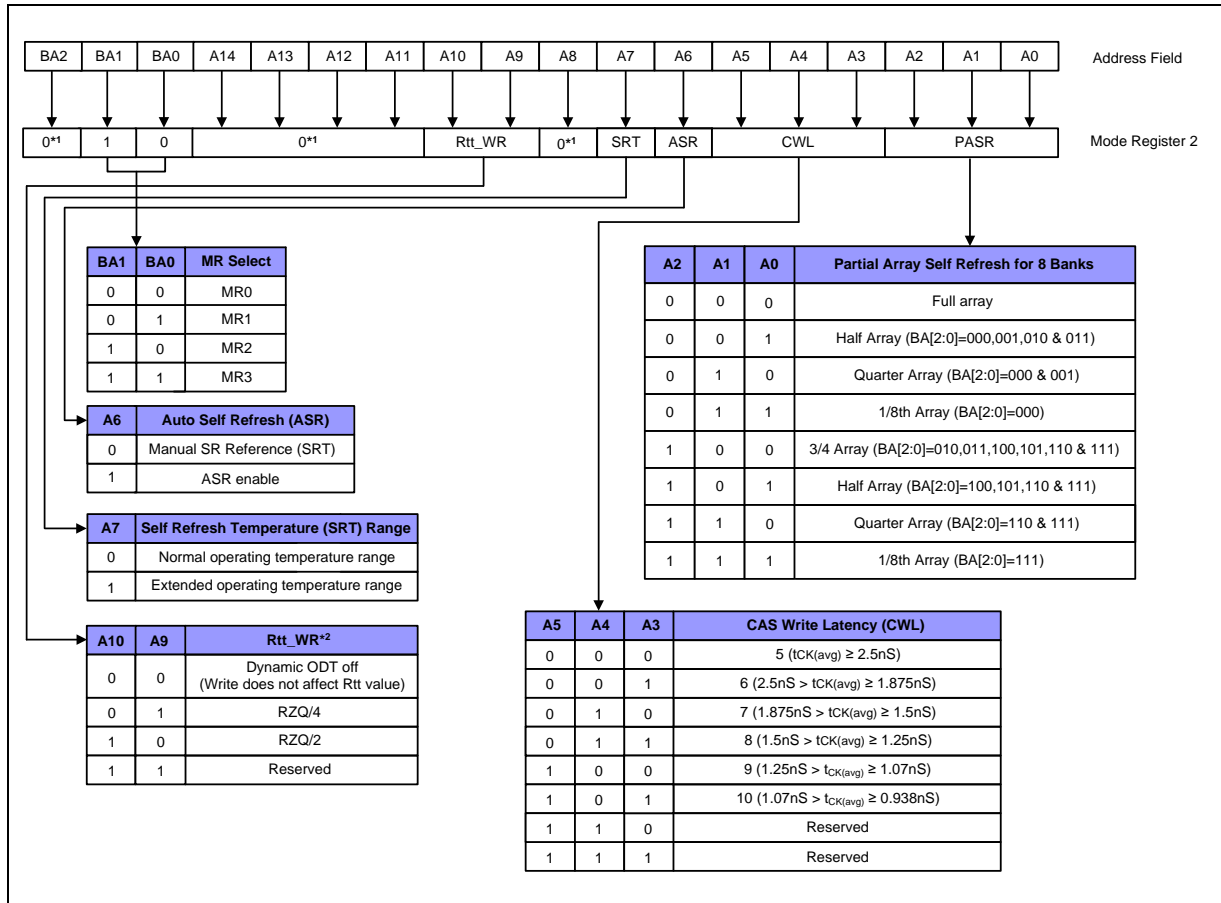 BA2 BA1 BA0 A14 A13 A12 A11 A10 A9 A8 A7 A6 A5 A4 A3 A2 A1 A0 Address Field
0*1 1 0 0*1 Rtt_WR 0*1 SRT ASR CWL PASR Mode Register 2
BA1 BA0 MR Select
0 0 MR0
0 1 MR1
1 0 MR2
1 1 MR3
A6 Auto Self Refresh (ASR)
0 Manual SR Reference (SRT)
1 ASR enable
A7 Self Refresh Temperature (SRT) Range
0 Normal operating temperature range
1 Extended operating temperature range
A10 A9 Rtt_WR*2
0 0 Dynamic ODT off
(Write does not affect Rtt value)
0 1 RZQ/4
1 0 RZQ/2
1 1 Reserved
A2 A1 A0 Partial Array Self Refresh for 8 Banks
0 0 0 Full array
0 0 1 Half Array (BA[2:0]=000,001,010 & 011)
0 1 0 Quarter Array (BA[2:0]=000 & 001)
0 1 1 1/8th Array (BA[2:0]=000)
1 0 0 3/4 Array (BA[2:0]=010,011,100,101,110 & 111)
1 0 1 Half Array (BA[2:0]=100,101,110 & 111)
1 1 0 Quarter Array (BA[2:0]=110 & 111)
1 1 1 1/8th Array (BA[2:0]=111)
A5 A4 A3 CAS Write Latency (CWL)
0 0 0 5 (tCK(avg) ≥ 2.5nS)
0 0 1 6 (2.5nS > tCK(avg) ≥ 1.875nS)
0 1 0 7 (1.875nS > tCK(avg) ≥ 1.5nS)
0 1 1 8 (1.5nS > tCK(avg) ≥ 1.25nS)
1 0 0 9 (1.25nS > tCK(avg) ≥ 1.07nS)
1 0 1 10 (1.07nS > tCK(avg) ≥ 0.938nS)
1 1 0 Reserved
1 1 1 Reserved